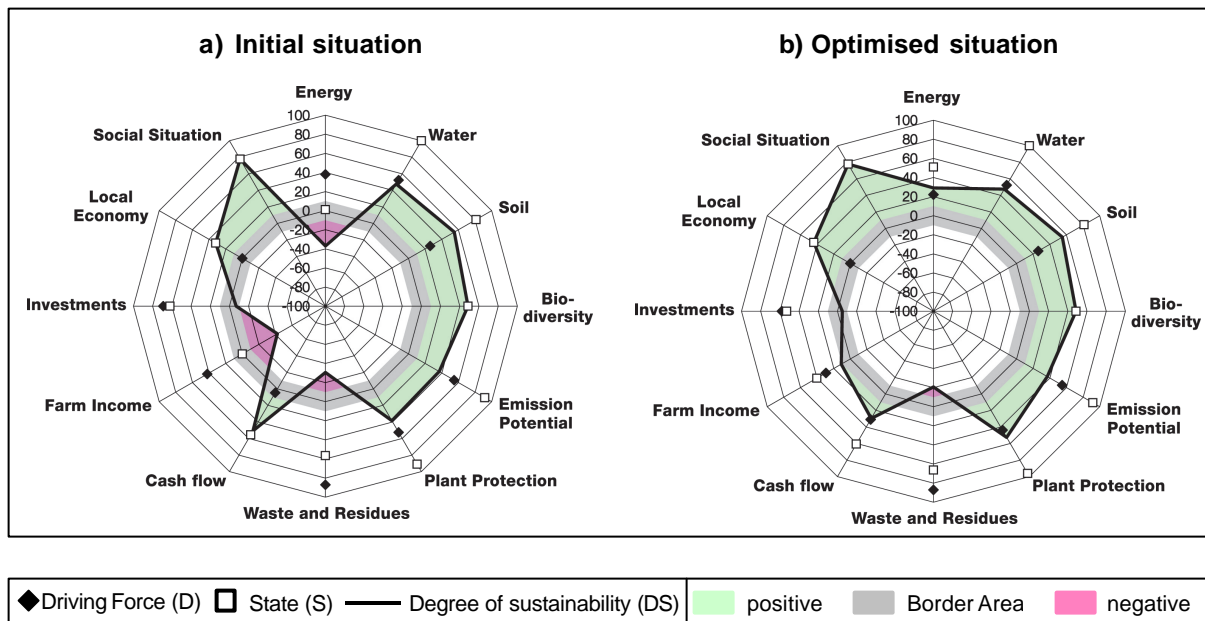 a) Initial situation
Energy
100
80
60
40
20
0
-20
-40
-60
-80
-100
Water
Soil
Bio-
diversity
Emission
Potential
Plant Protection
Waste and Residues
Cash flow
Farm Income
Investments
Local
Economy
Social Situation
b) Optimised situation
Energy
100
80
60
40
20
0
-20
-40
-60
-80
-100
Water
Soil
Bio-
diversity
Emission
Potential
Plant Protection
Waste and Residues
Cash flow
Farm Income
Investments
Local
Economy
Social Situation
Driving Force (D) State (S) Degree of sustainability (DS) positive Border Area negative